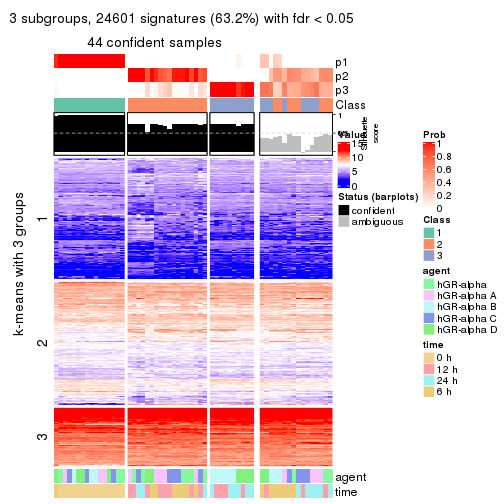 3 subgroups, 24601 signatures (63.2%) with fdr < 0.05
44 confident samples
p1
p2
p3
Class
1
Silhouette
score
Value
15
10
5
0
Status (barplots)
confident
ambiguous
Prob
1
0.8
0.6
0.4
0.2
0
Class
1
2
3
agent
hGR-alpha
hGR-alpha A
hGR-alpha B
hGR-alpha C
hGR-alpha D
time
0 h
12 h
24 h
6 h
k-means with 3 groups
1
2
3
agent
time